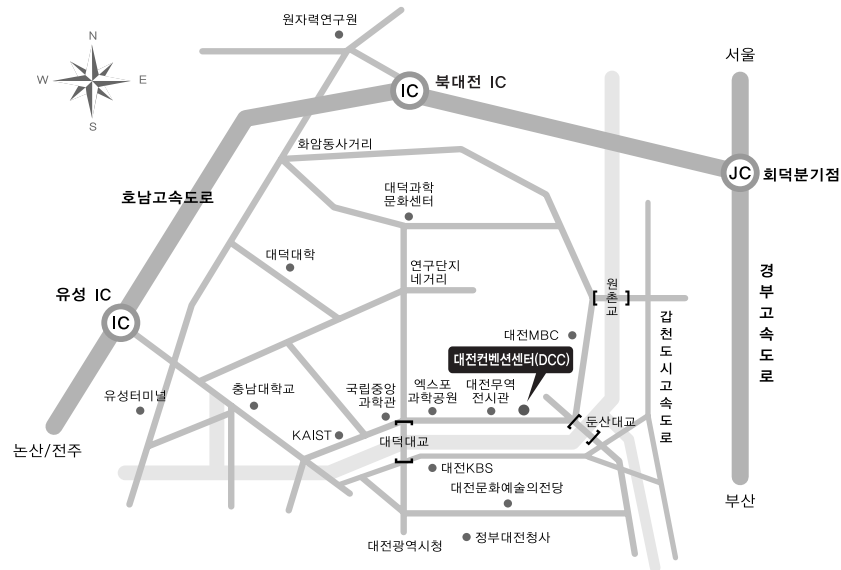 원자력연구원
N
W
E
S
서울
IC
북대전 IC
화암동사거리
JC
회덕분기점
호남고속도로
대덕과학
문화센터
대덕대학
연구단지
네거리
유성 IC
IC
원촌교
경부고속도로
갑천도시고속도로
대전MBC
대전컨벤션센터(DCC)
유성터미널
충남대학교
국립중앙
과학관
엑스포
과학공원
대전무역
전시관
둔산대교
KAIST
대덕대교
논산/전주
대전KBS
대전문화예술의전당
부산
대전광역시청
정부대전청사